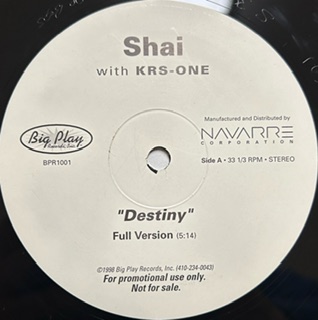 Shai
with KRS-ONE
Big Play
Records, Inc.
BPR1001
Manufactured and Distributed by
NAVARRE
CORPORATION
Side A • 33 1/3 RPM • STEREO
"Destiny"
Full Version (5:14)
©1998 Big Play Records, Inc. (410-234-0043)
For promotional use only.
Not for sale.